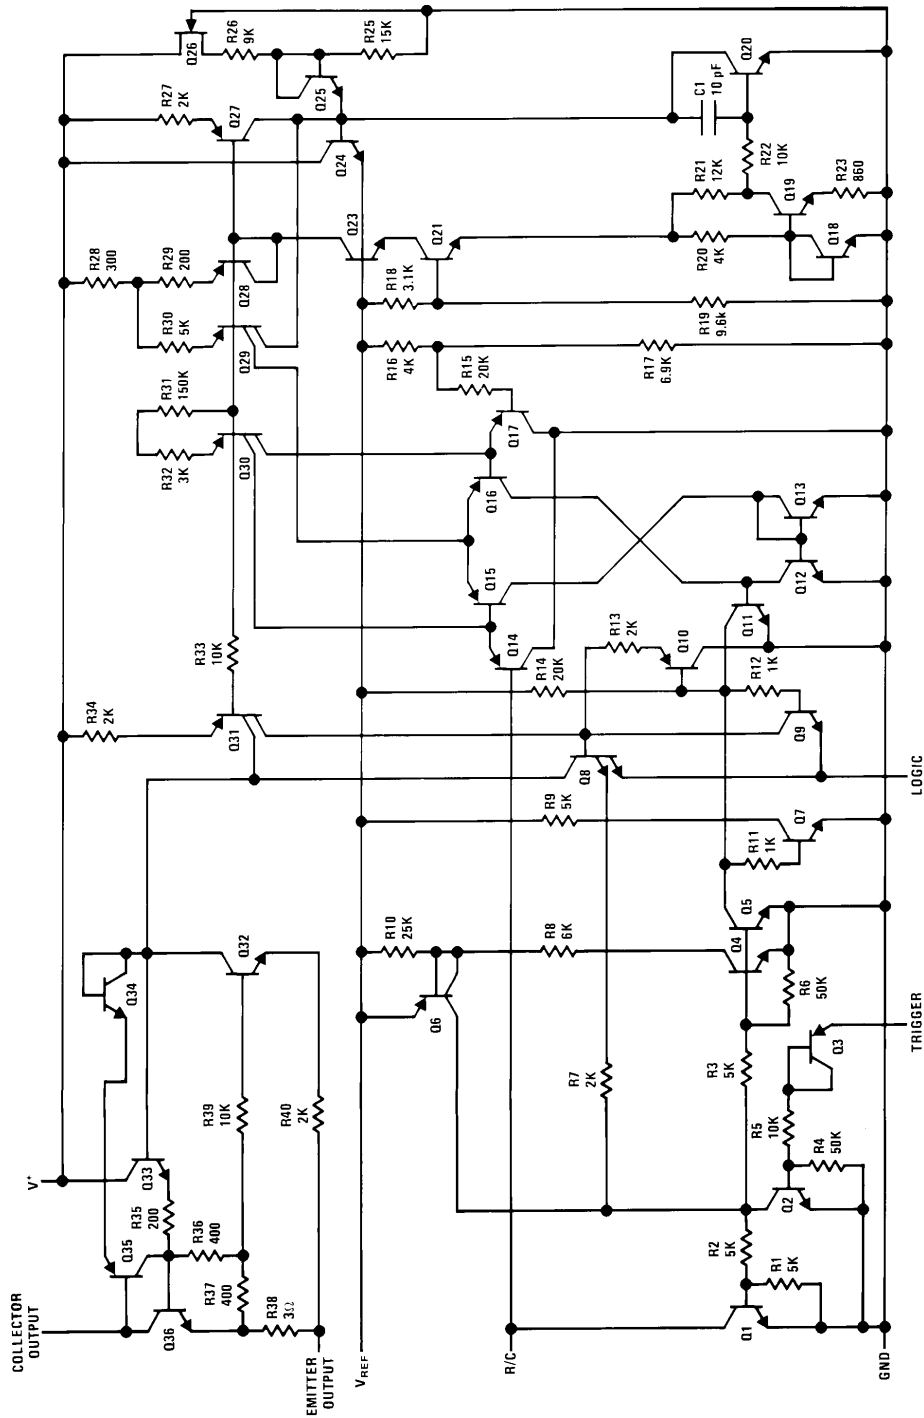 COLLECTOR
OUTPUT
V+
Q35
Q36
R35
200
Q33
R36
400
R37
400
R38
3Ω
EMITTER
OUTPUT
R39
10K
R40
2K
Q34
Q32
R34
2K
Q31
R33
10K
R32
3K
R31
150K
Q30
R30
5K
Q29
R28
300
R29
200
Q28
R27
2K
Q27
Q26
R26
9K
Q25
R25
15K
Q24
VREF
Q6
R10
25K
R9
5K
R14
20K
R16
4K
R18
3.1K
Q23
Q21
R/C
Q14
Q15
Q16
Q17
R15
20K
R7
2K
R8
6K
Q8
R13
2K
Q10
Q11
R17
6.9K
R19
9.6k
R20
4K
R21
12K
R22
10K
C1
10 pF
Q20
Q19
Q18
R23
860
Q1
R1
5K
R2
5K
Q2
R4
50K
R5
10K
Q3
R3
5K
R6
50K
Q4
Q5
R11
1K
Q7
Q9
R12
1K
Q12
Q13
GND
TRIGGER
LOGIC